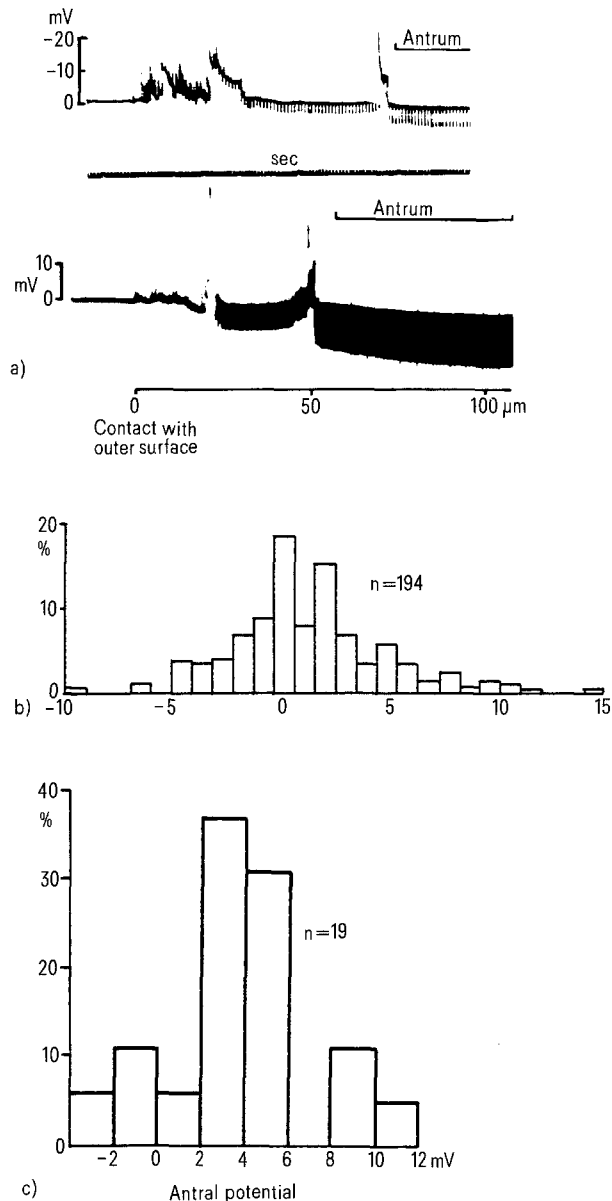 mV
-20
-10
0
Antrum
sec
Antrum
10
mV
0
a)
0 50 100 μm
Contact with
outer surface
20
%
10
0
n=194
b)
-10 -5 0 5 10 15
40
%
30
20
10
0
n=19
-2 0 2 4 6 8 10 12 mV
c)
Antral potential